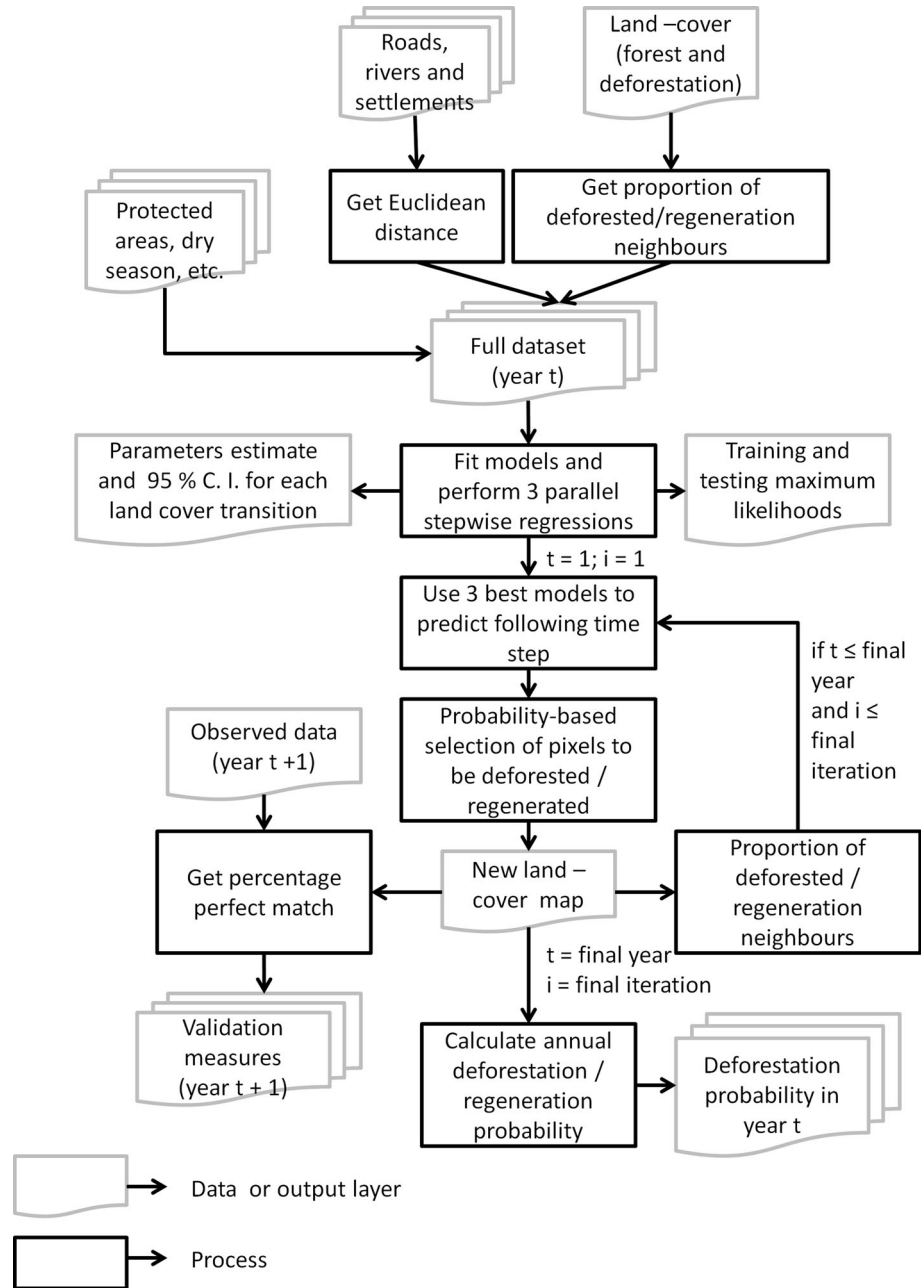 Roads,
rivers and
settlements
Land –cover
(forest and
deforestation)
Protected
areas, dry
season, etc.
Get Euclidean
distance
Get proportion of
deforested/regeneration
neighbours
Full dataset
(year t)
Parameters estimate
and 95 % C. I. for each
land cover transition
Fit models and
perform 3 parallel
stepwise regressions
Training and
testing maximum
likelihoods
t = 1; i = 1
Use 3 best models to
predict following time
step
if t ≤ final
year
and i ≤
final
iteration
Probability-based
selection of pixels to
be deforested /
regenerated
Observed data
(year t +1)
Get percentage
perfect match
New land –
cover map
Proportion of
deforested /
regeneration
neighbours
t = final year
i = final iteration
Validation
measures
(year t + 1)
Calculate annual
deforestation /
regeneration
probability
Deforestation
probability in
year t
Data or output layer
Process